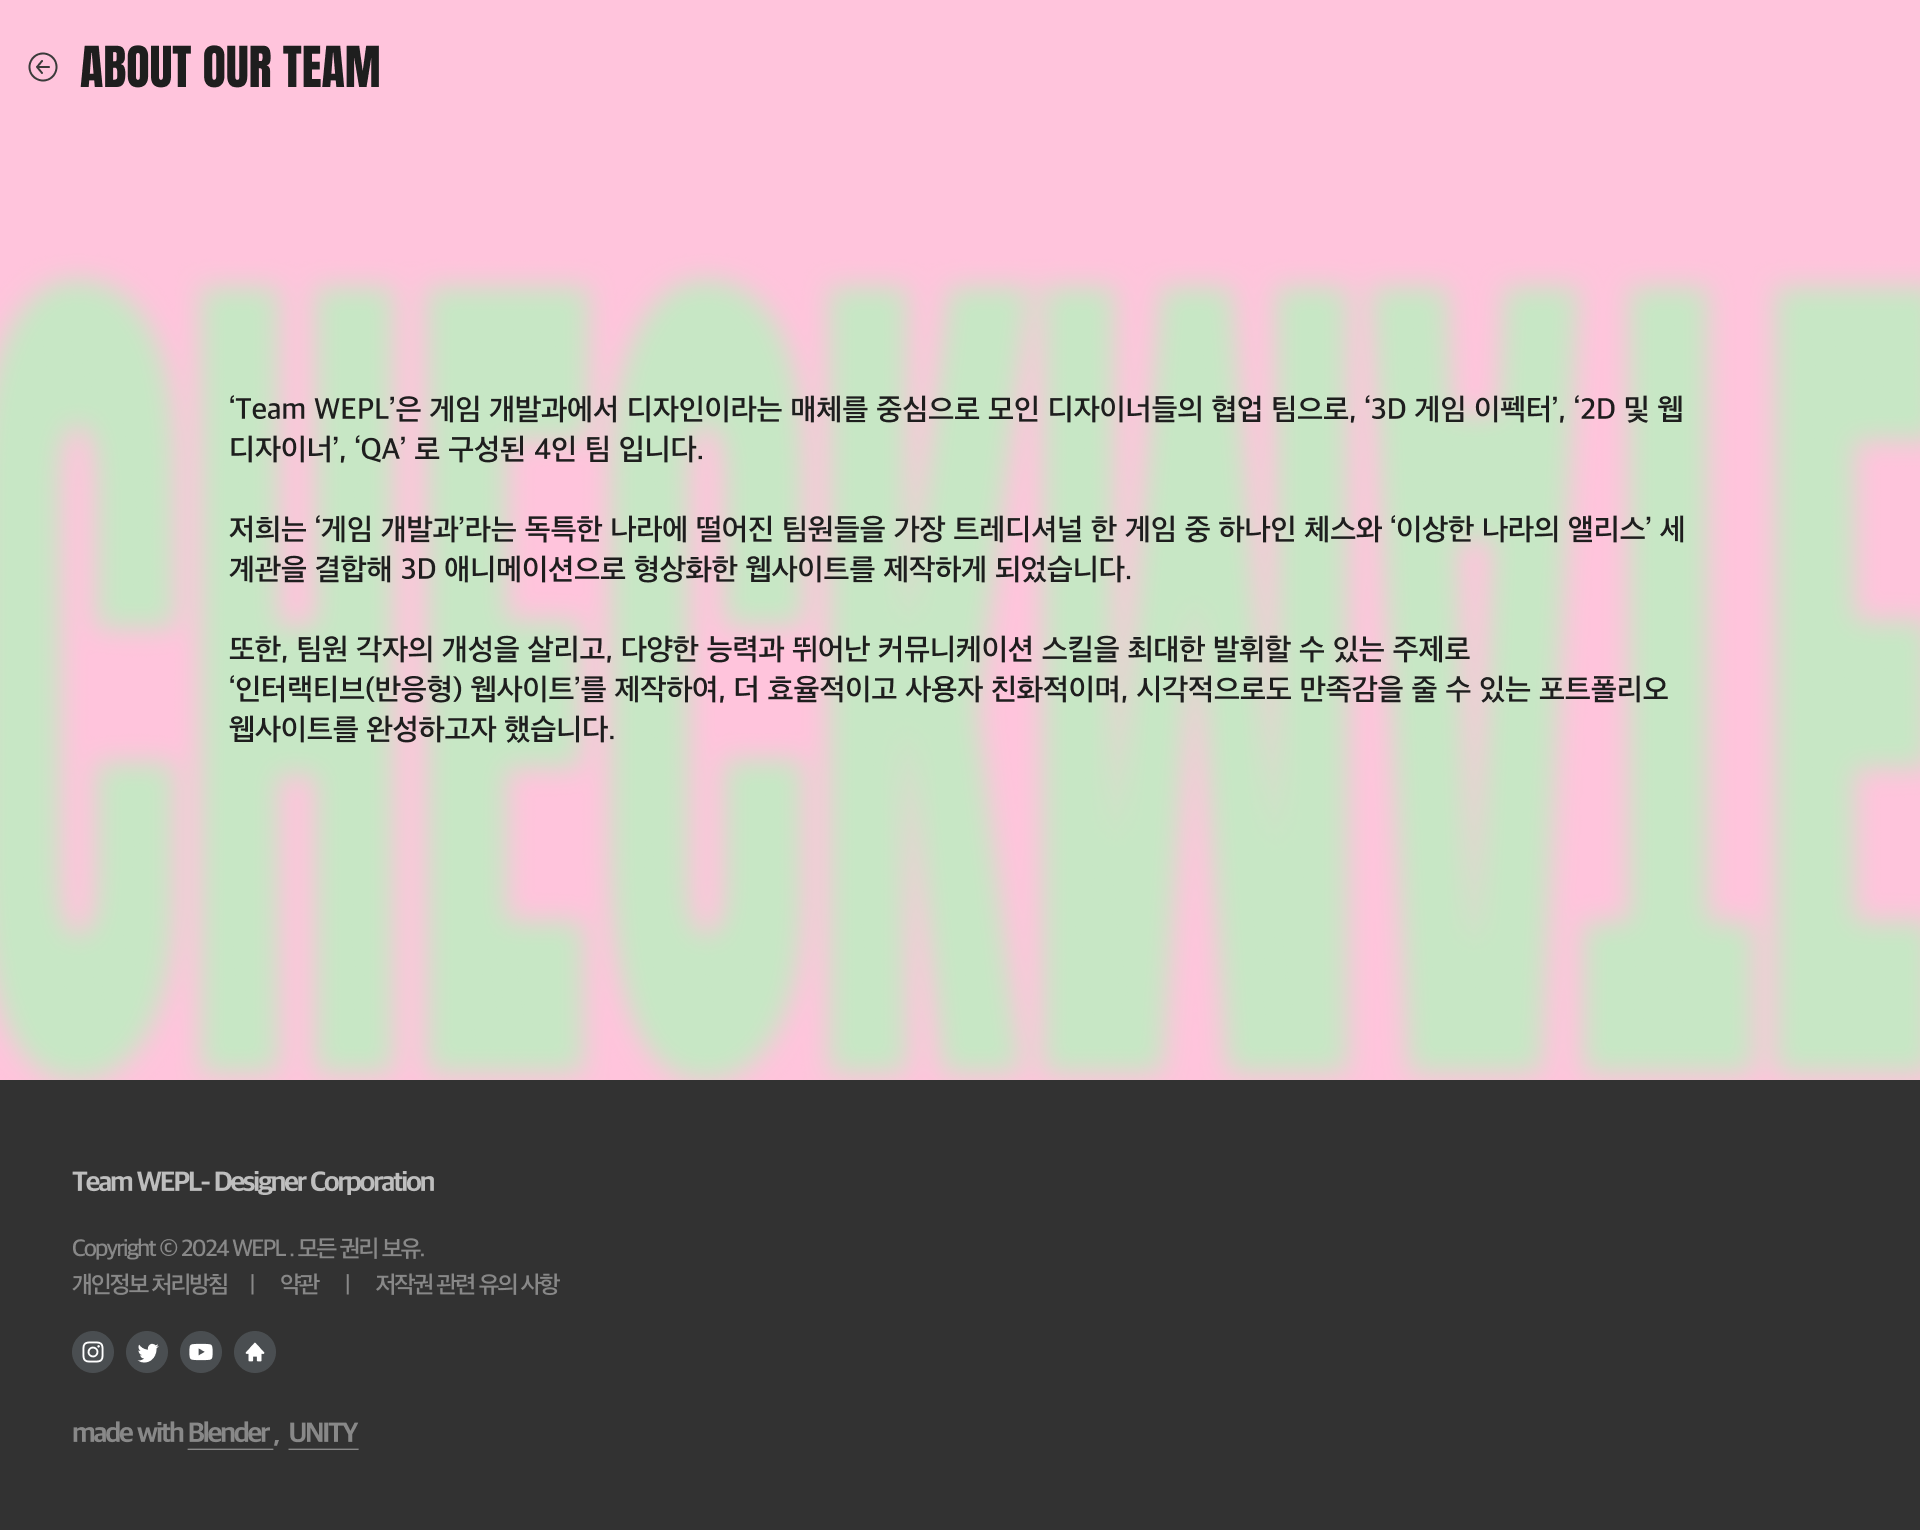 ABOUT OUR TEAM
CHECKWVIE
‘Team WEPL’은 게임 개발과에서 디자인이라는 매체를 중심으로 모인 디자이너들의 협업 팀으로, ‘3D 게임 이펙터’, ‘2D 및 웹
디자이너’, ‘QA’ 로 구성된 4인 팀 입니다.
저희는 ‘게임 개발과’라는 독특한 나라에 떨어진 팀원들을 가장 트레디셔널 한 게임 중 하나인 체스와 ‘이상한 나라의 앨리스’ 세
계관을 결합해 3D 애니메이션으로 형상화한 웹사이트를 제작하게 되었습니다.
또한, 팀원 각자의 개성을 살리고, 다양한 능력과 뛰어난 커뮤니케이션 스킬을 최대한 발휘할 수 있는 주제로
‘인터랙티브(반응형) 웹사이트’를 제작하여, 더 효율적이고 사용자 친화적이며, 시각적으로도 만족감을 줄 수 있는 포트폴리오
웹사이트를 완성하고자 했습니다.
Team WEPL- Designer Corporation
Copyright © 2024 WEPL . 모든 권리 보유.
개인정보 처리방침 | 약관 | 저작권 관련 유의 사항
made with Blender , UNITY